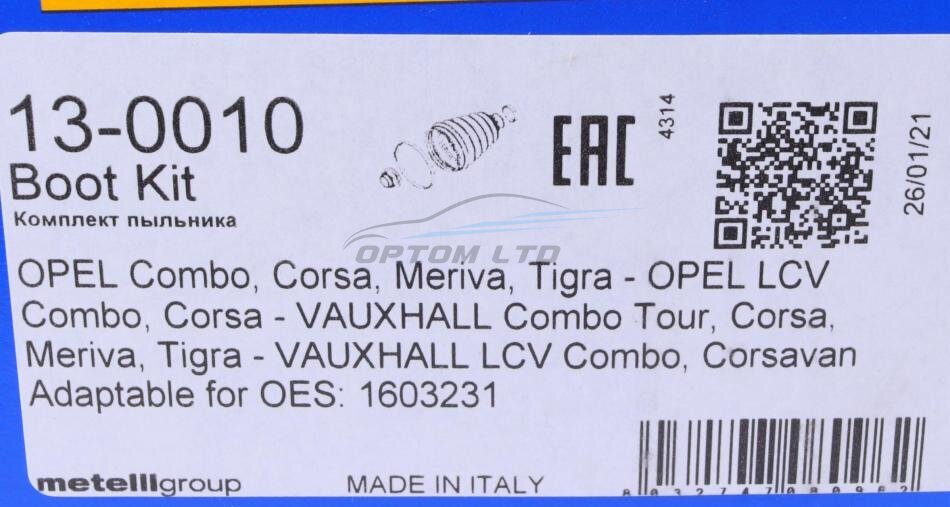 13-0010
Boot Kit
Комплект пыльника
EAC
4314
26/01/21
OPTOM LTD
OPEL Combo, Corsa, Meriva, Tigra - OPEL LCV
Combo, Corsa - VAUXHALL Combo Tour, Corsa,
Meriva, Tigra - VAUXHALL LCV Combo, Corsavan
Adaptable for OES: 1603231
metelligroup
MADE IN ITALY
8032747080962